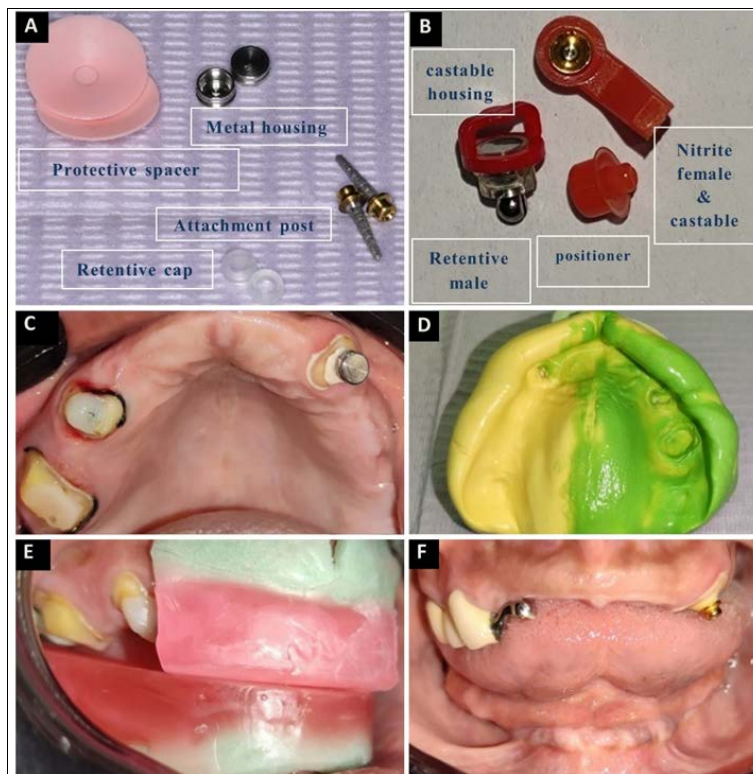 A
Metal housing
Protective spacer
Attachment post
Retentive cap
B
castable
housing
Nitrite
female
&
castable
Retentive
male
positioner
C
D
E
F